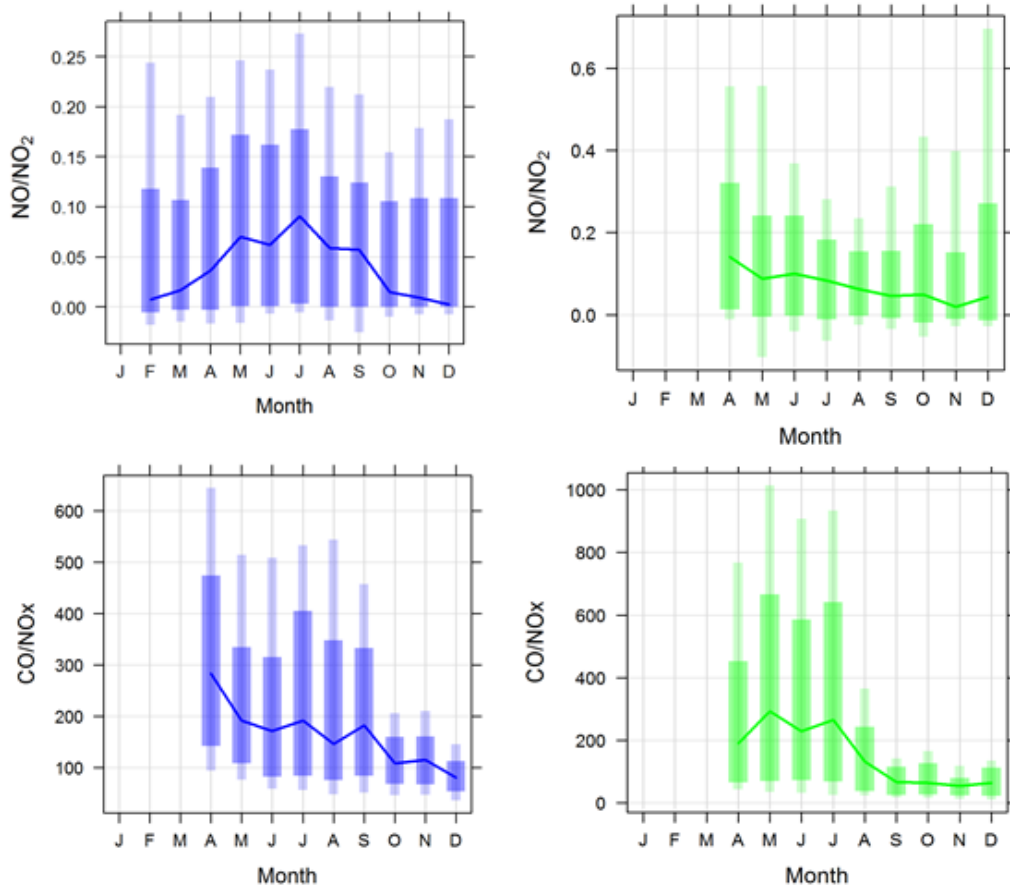 NO/NO₂
0.25
0.20
0.15
0.10
0.05
0.00
J F M A M J J A S O N D
Month
NO/NO₂
0.6
0.4
0.2
0.0
J F M A M J J A S O N D
Month
CO/NOx
600
500
400
300
200
100
J F M A M J J A S O N D
Month
CO/NOx
1000
800
600
400
200
0
J F M A M J J A S O N D
Month